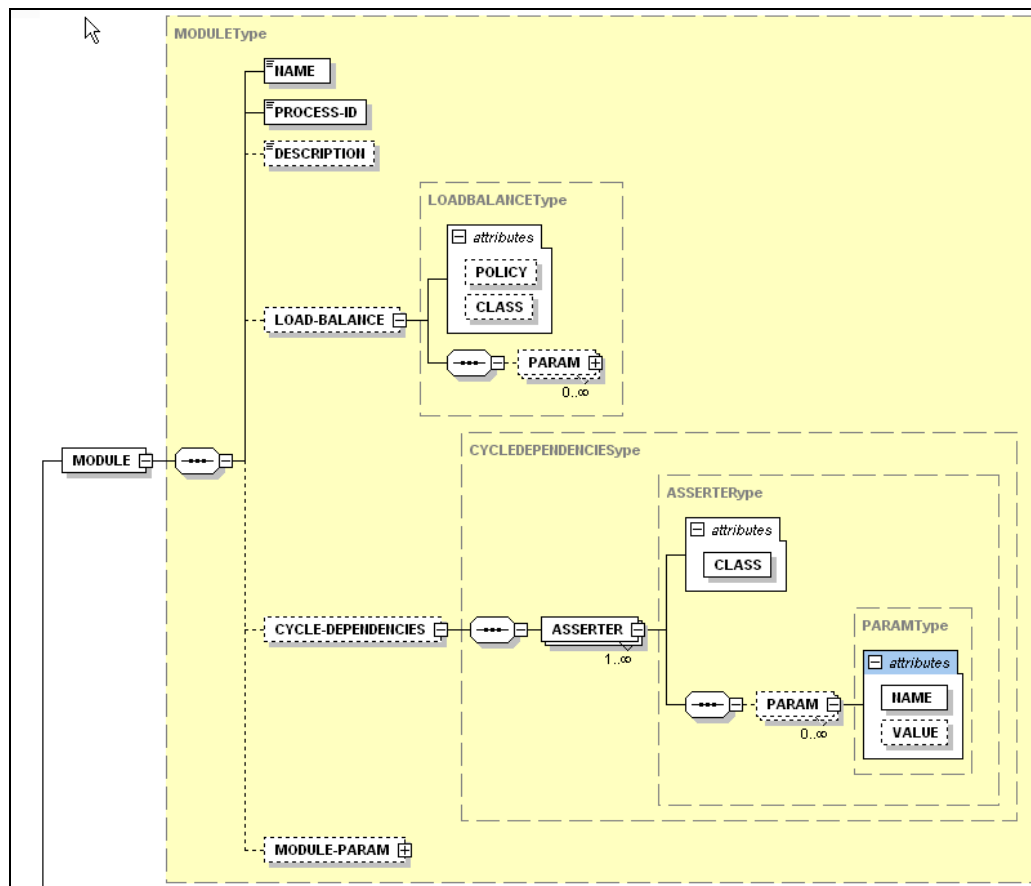 MODULEType
NAME
PROCESS-ID
DESCRIPTION
LOADBALANCEType
attributes
POLICY
CLASS
LOAD-BALANCE
PARAM
0..∞
MODULE
CYCLEDEPENDENCIESype
ASSERTERype
attributes
CLASS
CYCLE-DEPENDENCIES
ASSERTER
1..∞
PARAMType
attributes
NAME
VALUE
PARAM
0..∞
MODULE-PARAM